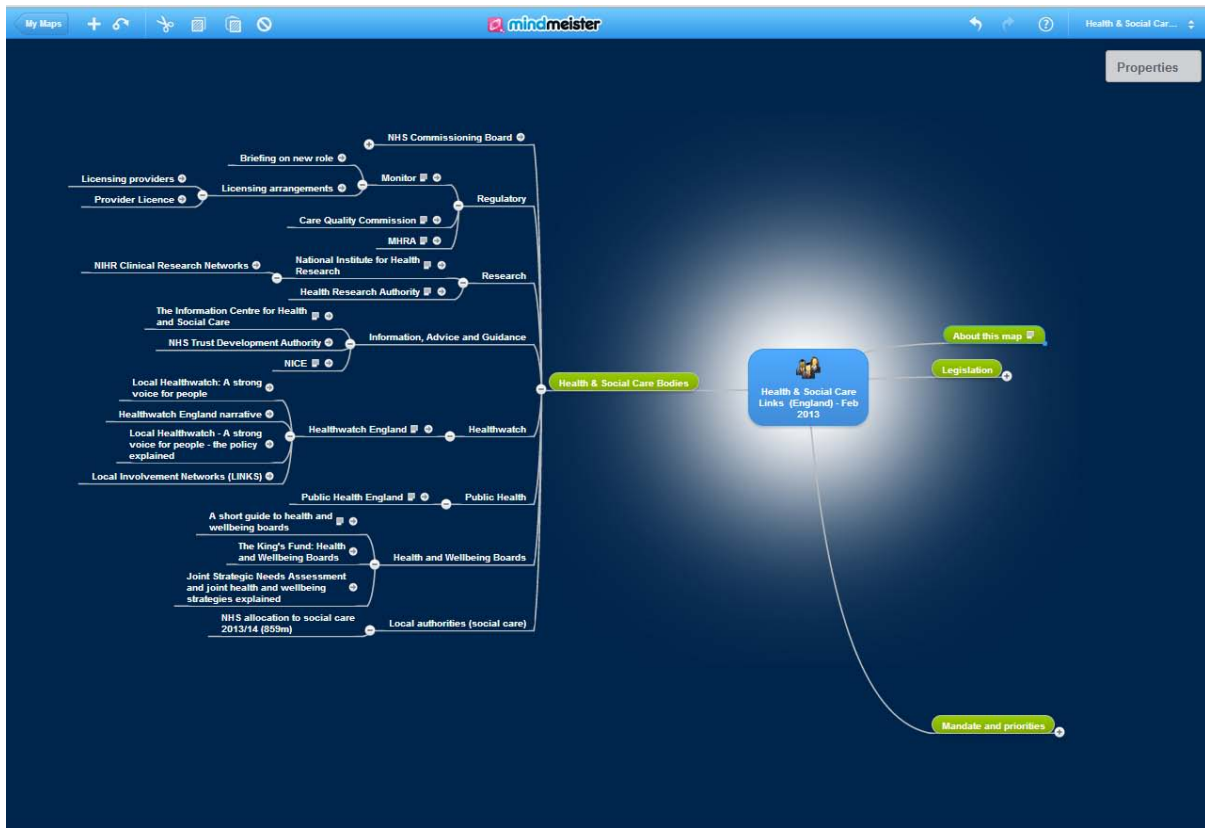 My Maps
mindmeister
Health & Social Car...
Properties
NHS Commissioning Board
Briefing on new role
Licensing providers
Monitor
Licensing arrangements
Provider Licence
Regulatory
Care Quality Commission
MHRA
National Institute for Health
Research
NIHR Clinical Research Networks
Research
Health Research Authority
The Information Centre for Health
and Social Care
Information, Advice and Guidance
NHS Trust Development Authority
NICE
Local Healthwatch: A strong
voice for people
Healthwatch England narrative
Healthwatch England
Healthwatch
Local Healthwatch - A strong
voice for people - the policy
explained
Local Involvement Networks (LINKS)
Public Health England
Public Health
A short guide to health and
wellbeing boards
The King's Fund: Health
and Wellbeing Boards
Health and Wellbeing Boards
Joint Strategic Needs Assessment
and joint health and wellbeing
strategies explained
NHS allocation to social care
2013/14 (859m)
Local authorities (social care)
Health & Social Care Bodies
Health & Social Care
Links (England) - Feb
2013
About this map
Legislation
Mandate and priorities